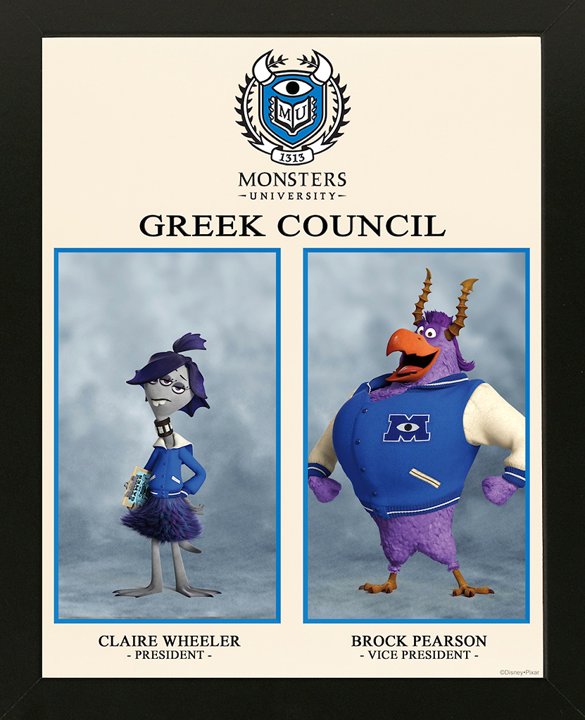 MU
1313
MONSTERS
- UNIVERSITY -
GREEK COUNCIL
M
CLAIRE WHEELER
- PRESIDENT -
BROCK PEARSON
- VICE PRESIDENT -
©Disney•Pixar